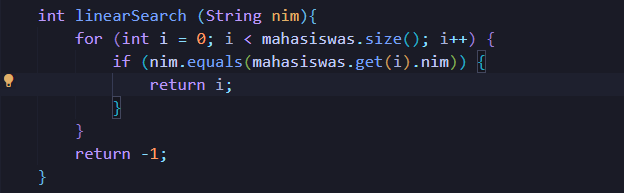 int linearSearch (String nim){
    for (int i = 0; i < mahasiswas.size(); i++) {
        if (nim.equals(mahasiswas.get(i).nim)) {
            return i;
        }
    }
    return -1;
}